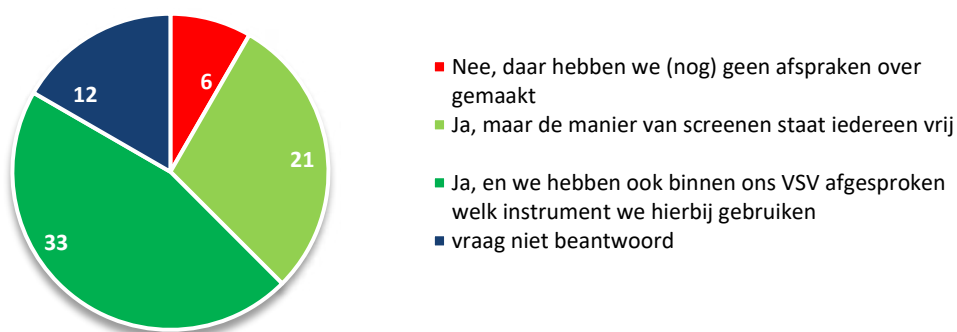 6
21
33
12
Nee, daar hebben we (nog) geen afspraken over
gemaakt
Ja, maar de manier van screenen staat iedereen vrij
Ja, en we hebben ook binnen ons VSV afgesproken
welk instrument we hierbij gebruiken
vraag niet beantwoord